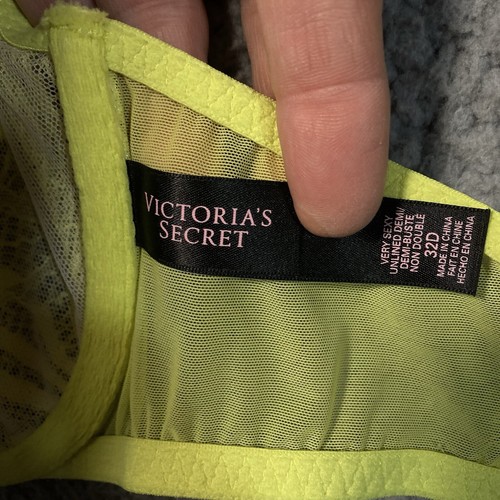 VICTORIA'S
SECRET
VERY SEXY
UNLINED DEMI/
DEMI-BUSTE
NON DOUBLÉ
32D
MADE IN CHINA
FAIT EN CHINE
HECHO EN CHINA